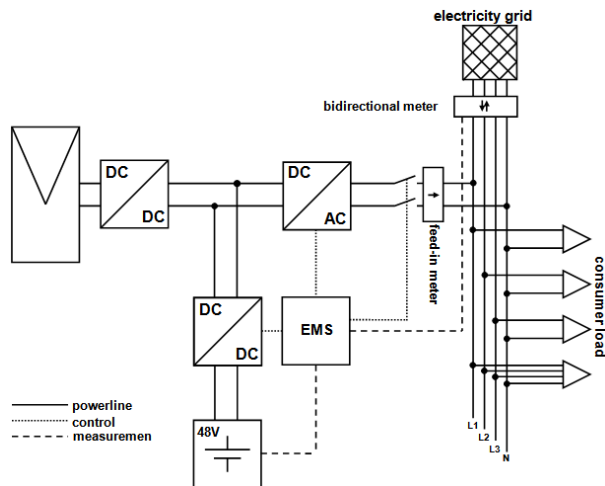 electricity grid
bidirectional meter
DC
DC
DC
AC
feed-in meter
consumer load
DC
DC
EMS
powerline
control
measuremen
48V
L1
L2
L3
N